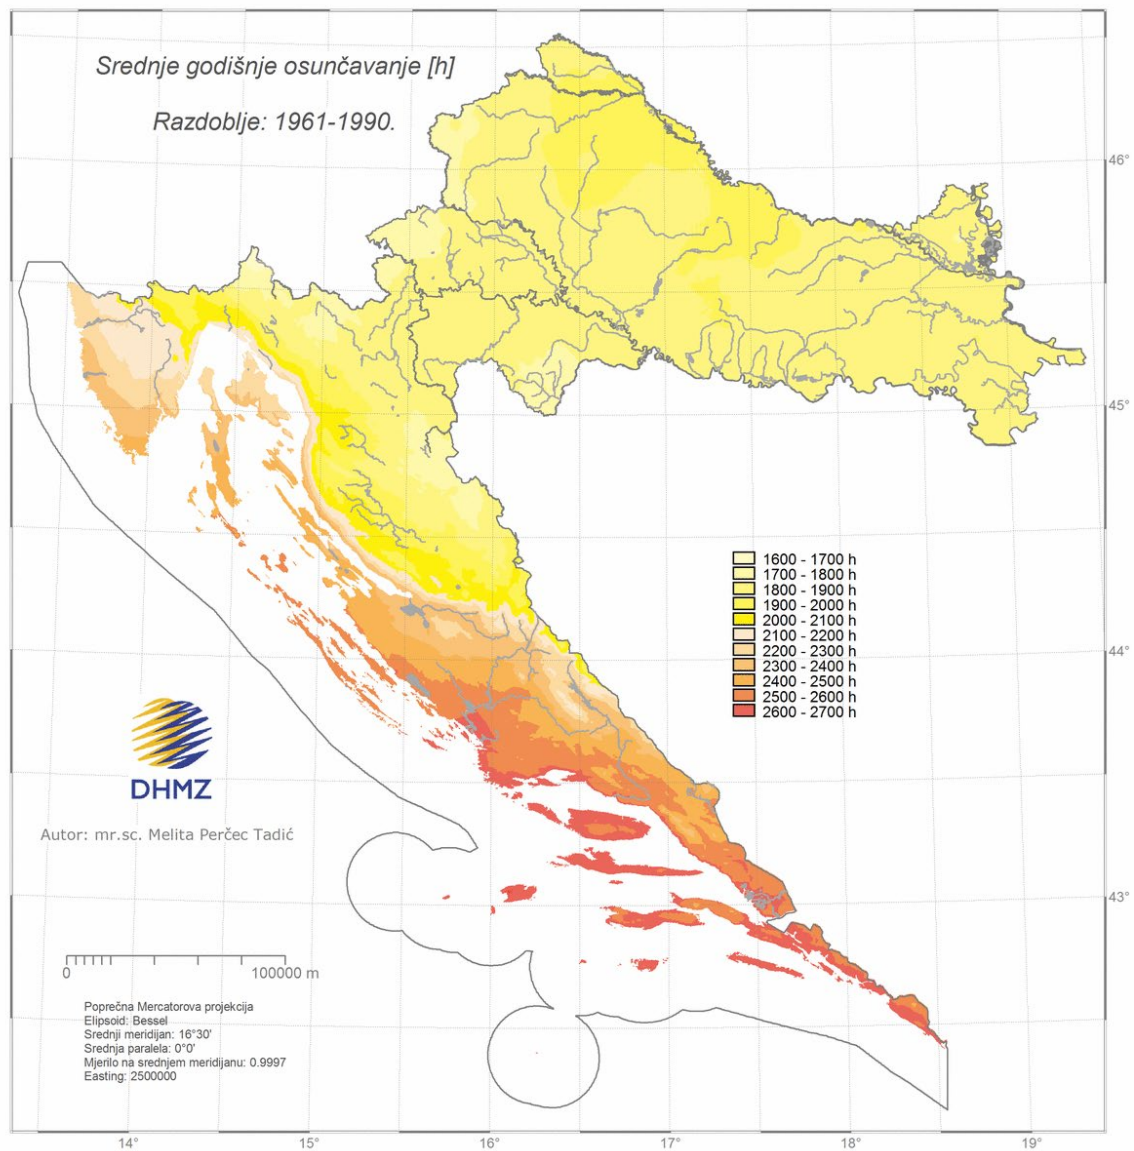 Srednje godišnje osunčavanje [h]
Razdoblje: 1961-1990.
46°
45°
1600 - 1700 h
1700 - 1800 h
1800 - 1900 h
1900 - 2000 h
2000 - 2100 h
2100 - 2200 h
2200 - 2300 h
2300 - 2400 h
2400 - 2500 h
2500 - 2600 h
2600 - 2700 h
44°
DHMZ
Autor: mr.sc. Melita Perčec Tadić
43°
0 100000 m
Poprečna Mercatorova projekcija
Elipsoid: Bessel
Srednji meridijan: 16°30'
Srednja paralela: 0°0'
Mjerilo na srednjem meridijanu: 0.9997
Easting: 2500000
14° 15° 16° 17° 18° 19°